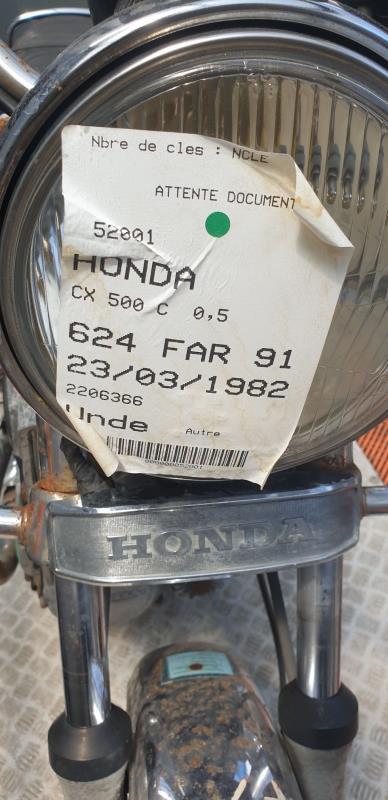 Nbre de cles : NCLE
ATTENTE DOCUMENT
52001
HONDA
CX 500 C 0,5
624 FAR 91
23/03/1982
2206366
Unde
Autre
000000052001
HONDA